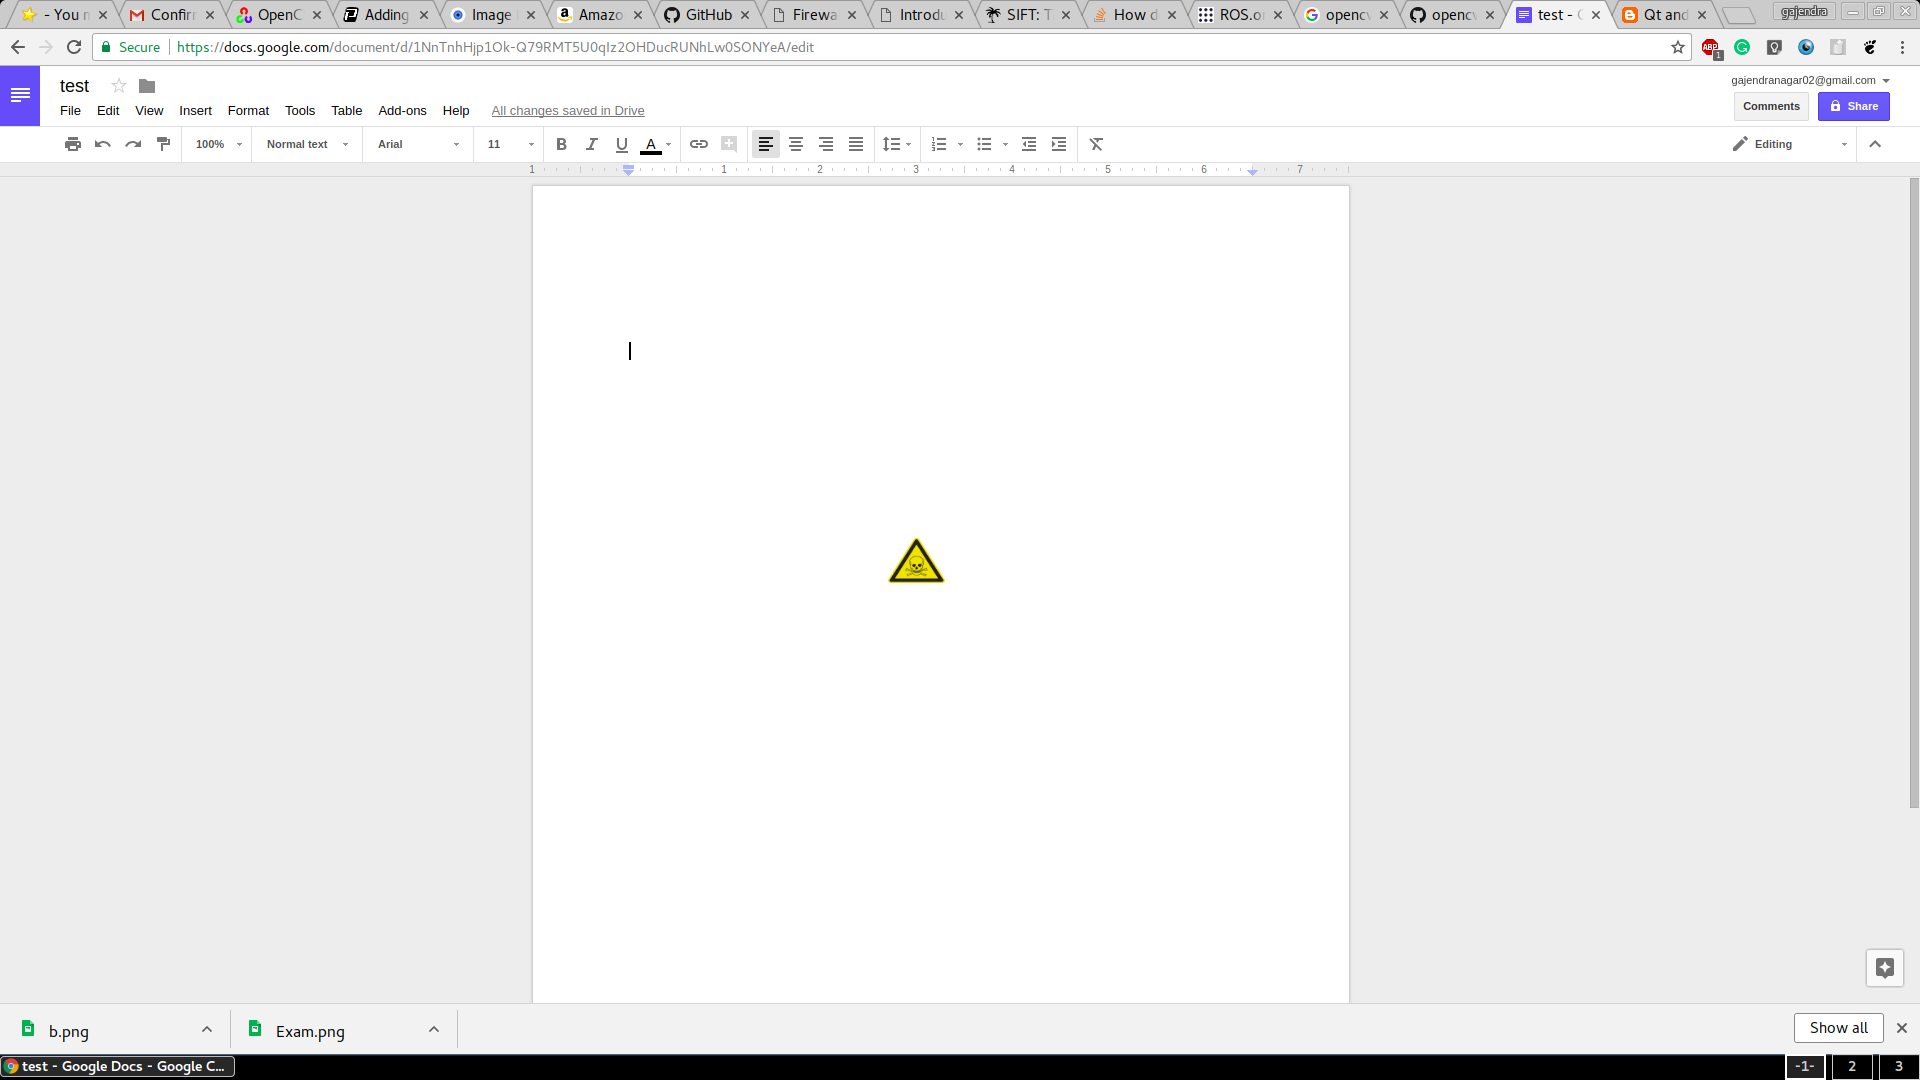 - You m
Confirm
OpenC
Adding
Image
Amazo
GitHub
Firewa
Introdu
SIFT: T
How d
ROS.o
opencv
opencv
test - G
Qt and
gajendra
Secure
https://docs.google.com/document/d/1NnTnhHjp1Ok-Q79RMT5U0qIz2OHDucRUNhLw0SONYeA/edit
ABP
1
test
gajendranagar02@gmail.com
File Edit View Insert Format Tools Table Add-ons Help All changes saved in Drive
Comments
Share
100% Normal text Arial 11 B I U A Editing
1 1 2 3 4 5 6 7
b.png
Exam.png
Show all
test - Google Docs - Google C...
-1- 2 3